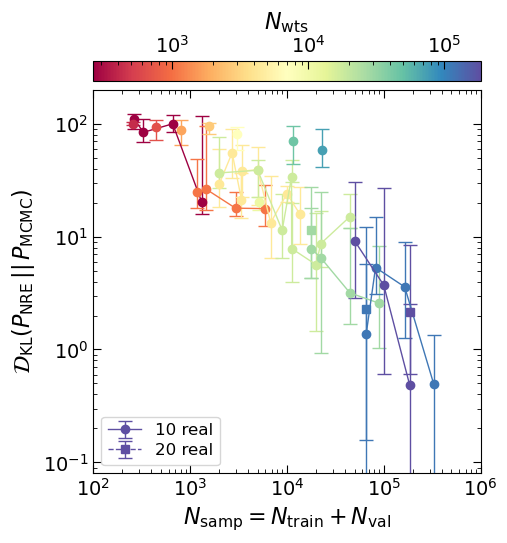 N_wts
10^3 10^4 10^5
D_KL(P_NRE || P_MCMC)
10^2
10^1
10^0
10^−1
10 real
20 real
10^2 10^3 10^4 10^5 10^6
N_samp = N_train + N_val